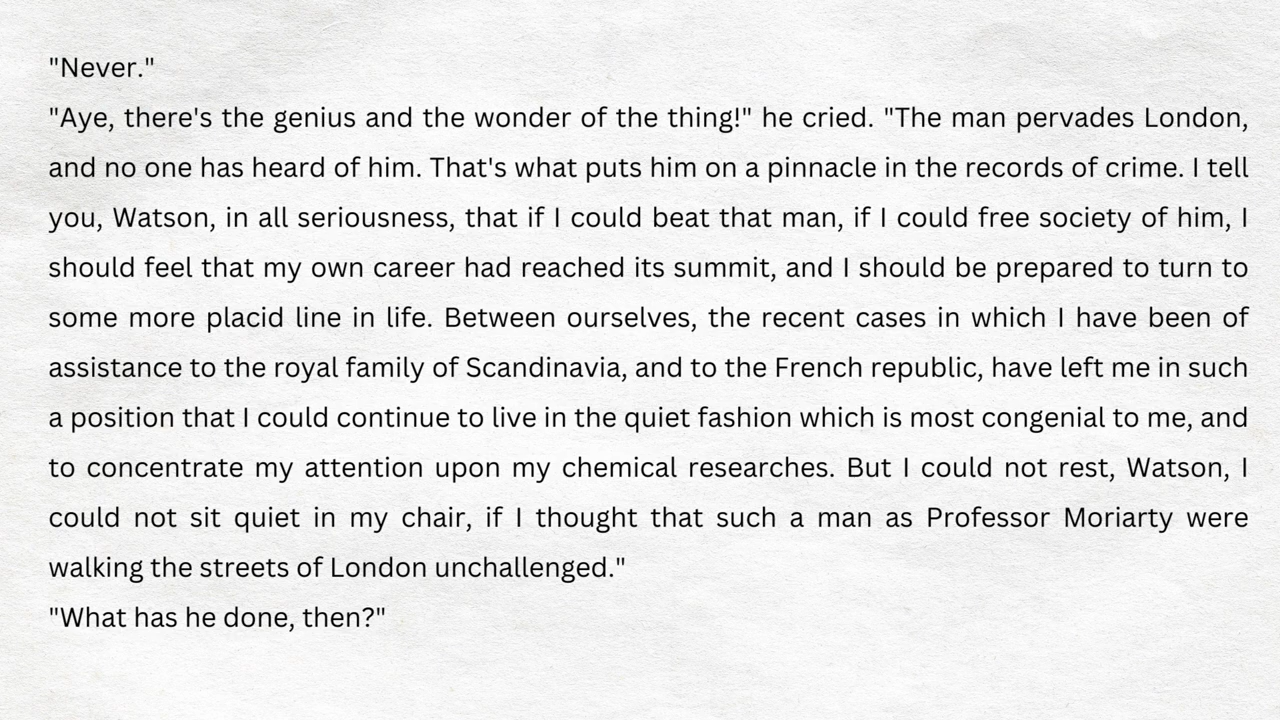 "Never."
"Aye, there's the genius and the wonder of the thing!" he cried. "The man pervades London,
and no one has heard of him. That's what puts him on a pinnacle in the records of crime. I tell
you, Watson, in all seriousness, that if I could beat that man, if I could free society of him, I
should feel that my own career had reached its summit, and I should be prepared to turn to
some more placid line in life. Between ourselves, the recent cases in which I have been of
assistance to the royal family of Scandinavia, and to the French republic, have left me in such
a position that I could continue to live in the quiet fashion which is most congenial to me, and
to concentrate my attention upon my chemical researches. But I could not rest, Watson, I
could not sit quiet in my chair, if I thought that such a man as Professor Moriarty were
walking the streets of London unchallenged."
"What has he done, then?"